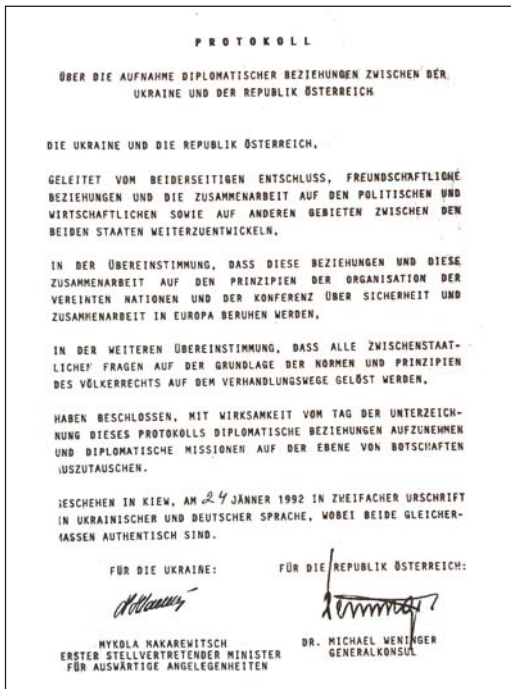 PROTOKOLL
ÜBER DIE AUFNAHME DIPLOMATISCHER BEZIEHUNGEN ZWISCHEN DER
UKRAINE UND DER REPUBLIK ÖSTERREICH
DIE UKRAINE UND DIE REPUBLIK ÖSTERREICH,
GELEITET VOM BEIDERSEITIGEN ENTSCHLUSS, FREUNDSCHAFTLICHE
BEZIEHUNGEN UND DIE ZUSAMMENARBEIT AUF DEN POLITISCHEN UND
WIRTSCHAFTLICHEN SOWIE AUF ANDEREN GEBIETEN ZWISCHEN DEN
BEIDEN STAATEN WEITERZUENTWICKELN,
IN DER ÜBEREINSTIMMUNG, DASS DIESE BEZIEHUNGEN UND DIESE
ZUSAMMENARBEIT AUF DEN PRINZIPIEN DER ORGANISATION DER
VEREINTEN NATIONEN UND DER KONFERENZ ÜBER SICHERHEIT UND
ZUSAMMENARBEIT IN EUROPA BERUHEN WERDEN,
IN DER WEITEREN ÜBEREINSTIMMUNG, DASS ALLE ZWISCHENSTAAT-
LICHEN FRAGEN AUF DER GRUNDLAGE DER NORMEN UND PRINZIPIEN
DES VÖLKERRECHTS AUF DEM VERHANDLUNGSWEGE GELÖST WERDEN,
HABEN BESCHLOSSEN, MIT WIRKSAMKEIT VOM TAG DER UNTERZEICH-
NUNG DIESES PROTOKOLLS DIPLOMATISCHE BEZIEHUNGEN AUFZUNEHMEN
UND DIPLOMATISCHE MISSIONEN AUF DER EBENE VON BOTSCHAFTEN
AUSZUTAUSCHEN.
GESCHEHEN IN KIEW, AM 24 JÄNNER 1992 IN ZWEIFACHER URSCHRIFT
IN UKRAINISCHER UND DEUTSCHER SPRACHE, WOBEI BEIDE GLEICHER-
MASSEN AUTHENTISCH SIND.
FÜR DIE UKRAINE:
FÜR DIE REPUBLIK ÖSTERREICH:
MYKOLA MAKAREWITSCH
ERSTER STELLVERTRETENDER MINISTER
FÜR AUSWÄRTIGE ANGELEGENHEITEN
DR. MICHAEL WENINGER
GENERALKONSUL